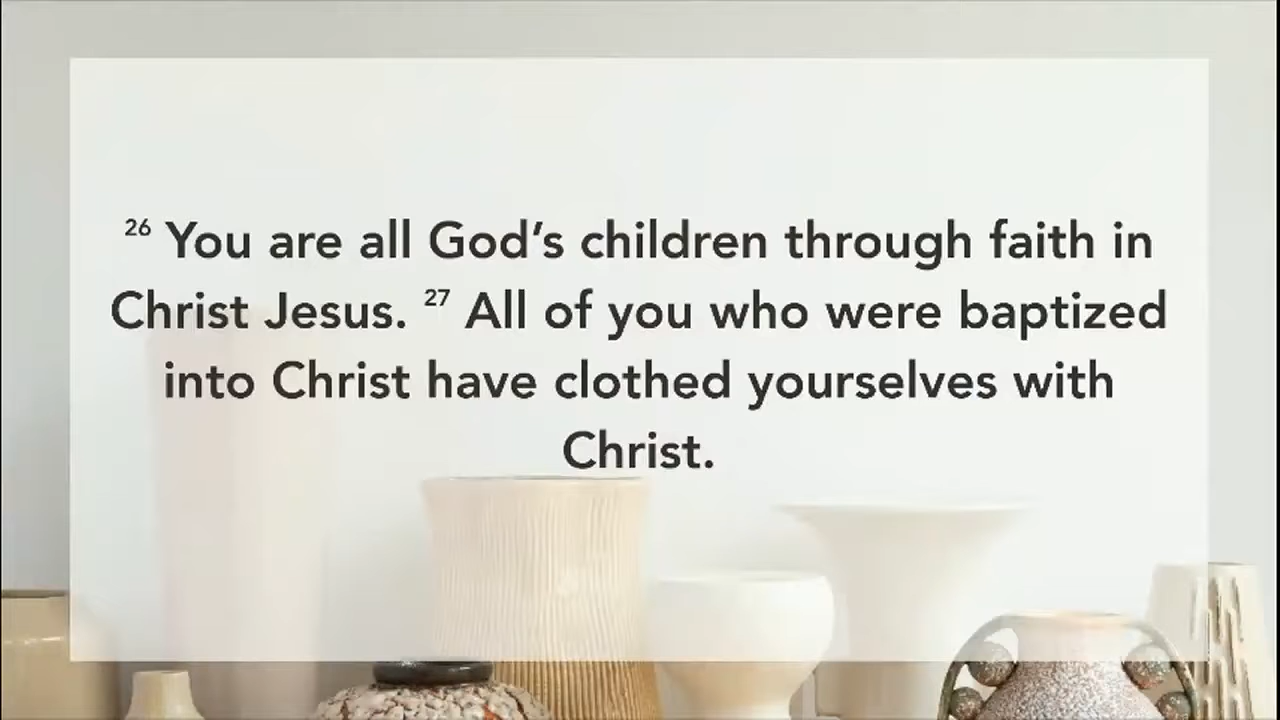 26 You are all God’s children through faith in
Christ Jesus. 27 All of you who were baptized
into Christ have clothed yourselves with
Christ.